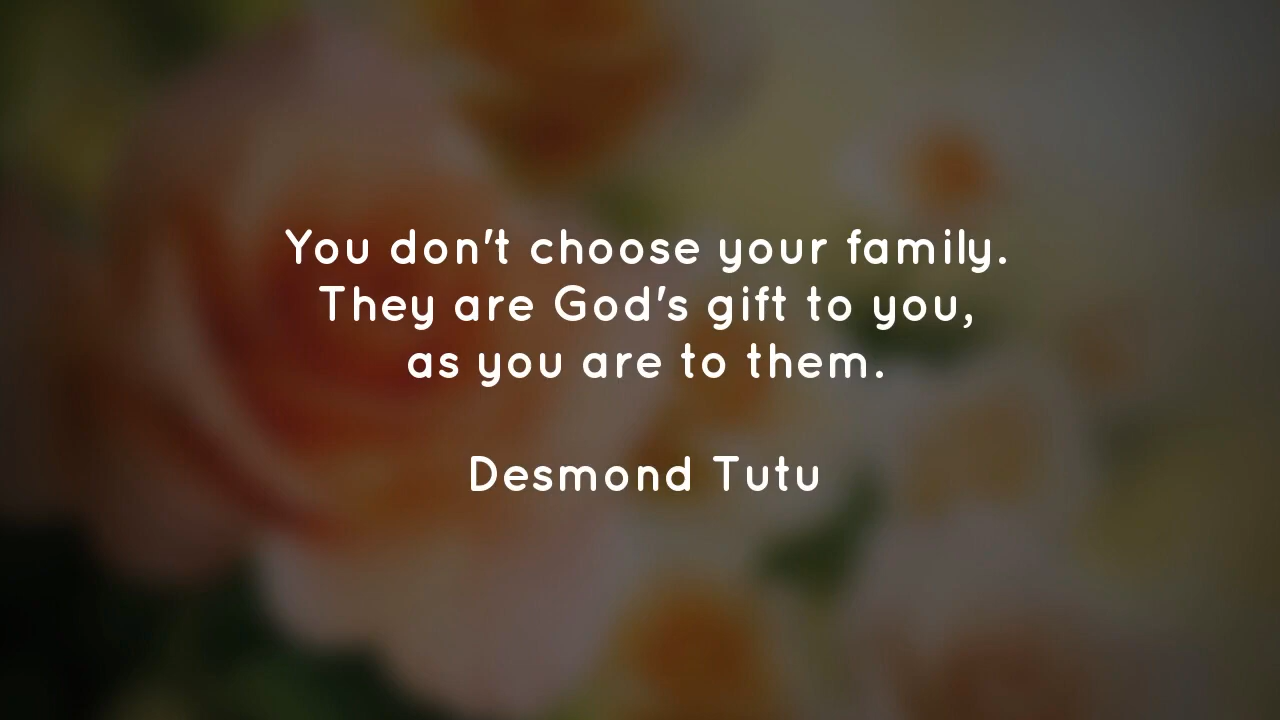 You don't choose your family.
They are God's gift to you,
as you are to them.
Desmond Tutu